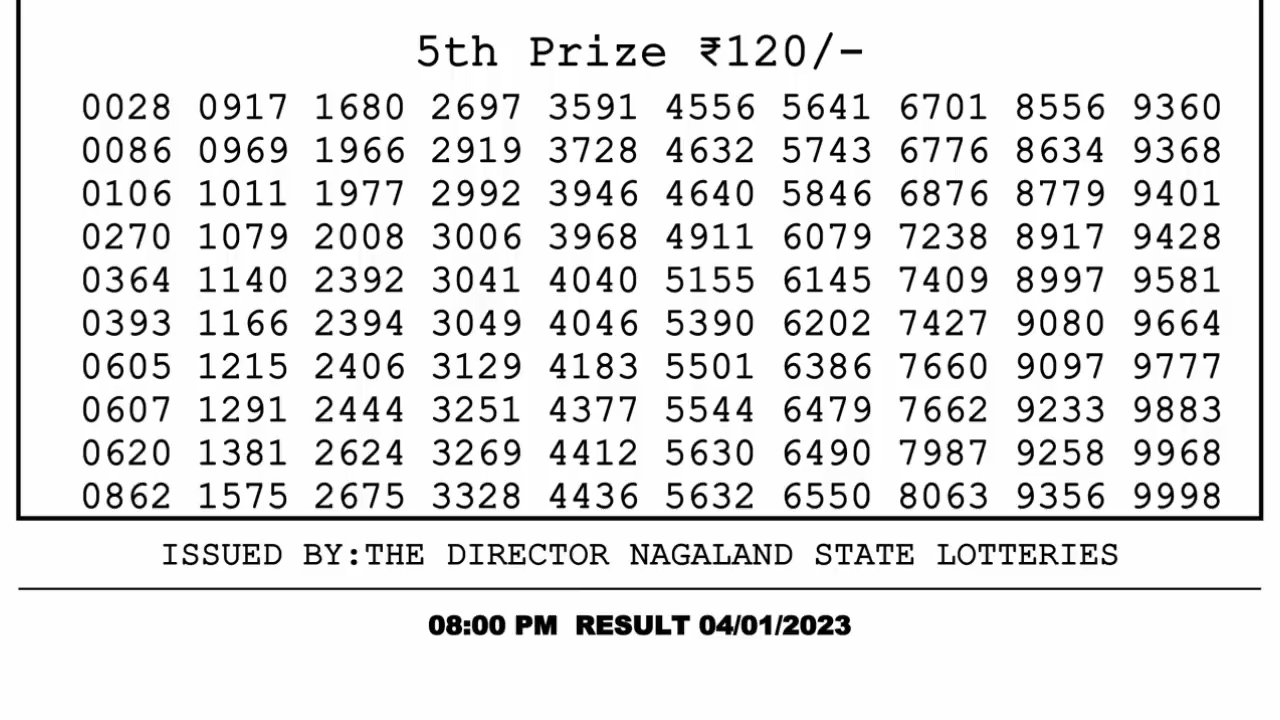 5th Prize ₹120/-
0028 0917 1680 2697 3591 4556 5641 6701 8556 9360
0086 0969 1966 2919 3728 4632 5743 6776 8634 9368
0106 1011 1977 2992 3946 4640 5846 6876 8779 9401
0270 1079 2008 3006 3968 4911 6079 7238 8917 9428
0364 1140 2392 3041 4040 5155 6145 7409 8997 9581
0393 1166 2394 3049 4046 5390 6202 7427 9080 9664
0605 1215 2406 3129 4183 5501 6386 7660 9097 9777
0607 1291 2444 3251 4377 5544 6479 7662 9233 9883
0620 1381 2624 3269 4412 5630 6490 7987 9258 9968
0862 1575 2675 3328 4436 5632 6550 8063 9356 9998
ISSUED BY:THE DIRECTOR NAGALAND STATE LOTTERIES
08:00 PM RESULT 04/01/2023